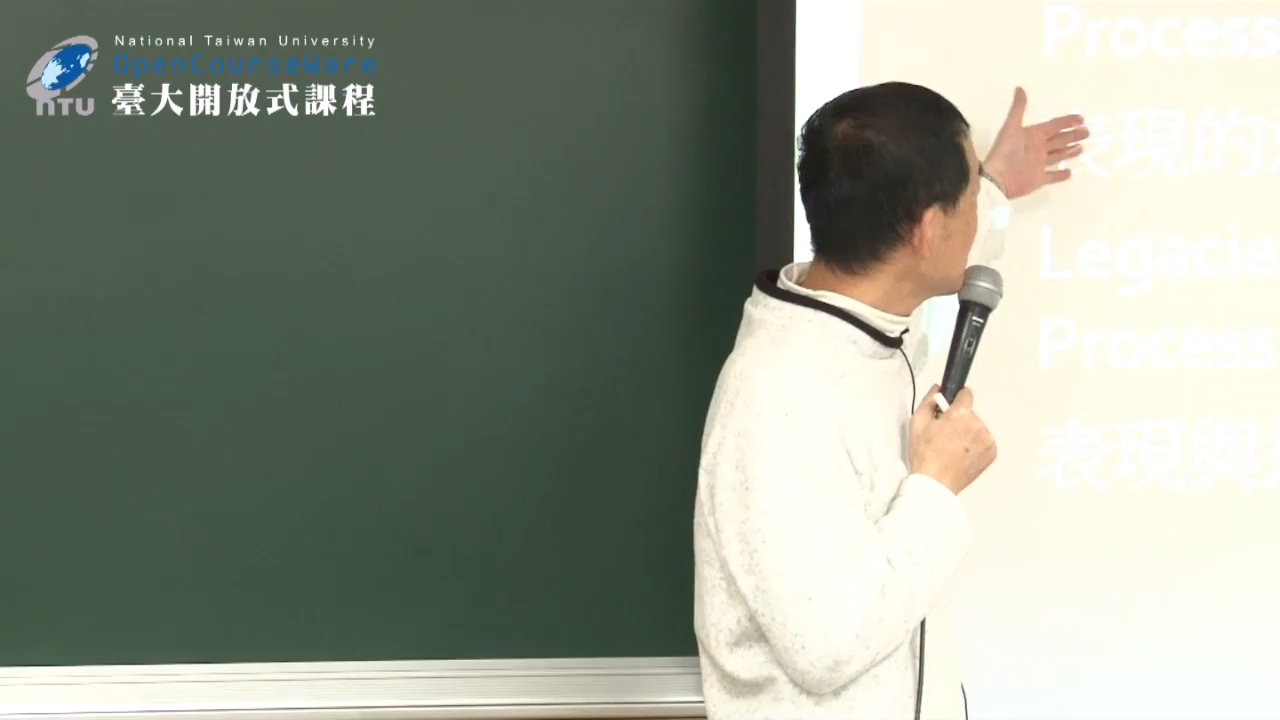 National Taiwan University
OpenCourseWare
臺大開放式課程
NTU
Process
表現的
Legacie
Process
表現與